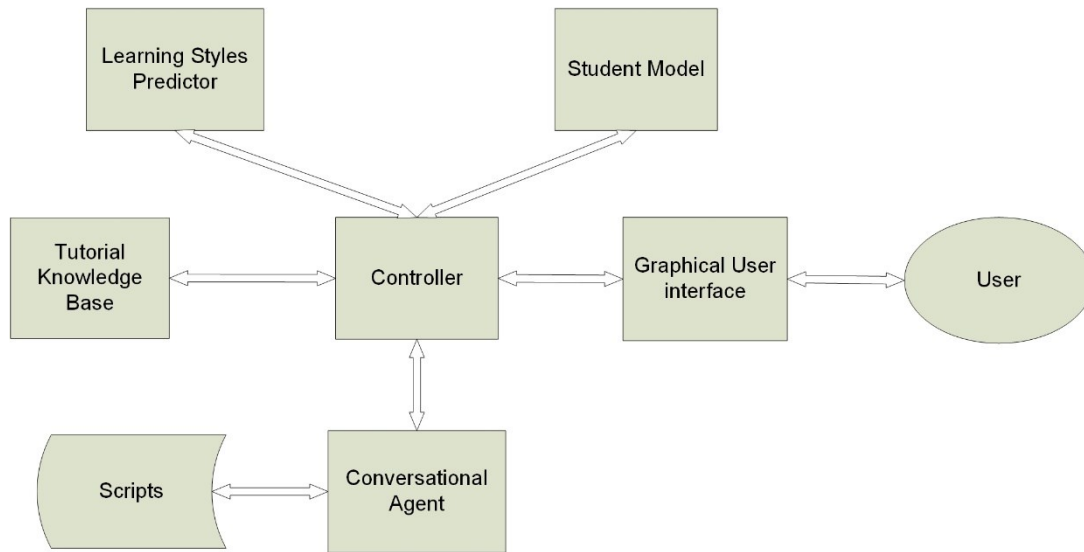 Learning Styles
Predictor
Student Model
Tutorial
Knowledge
Base
Controller
Graphical User
interface
User
Scripts
Conversational
Agent